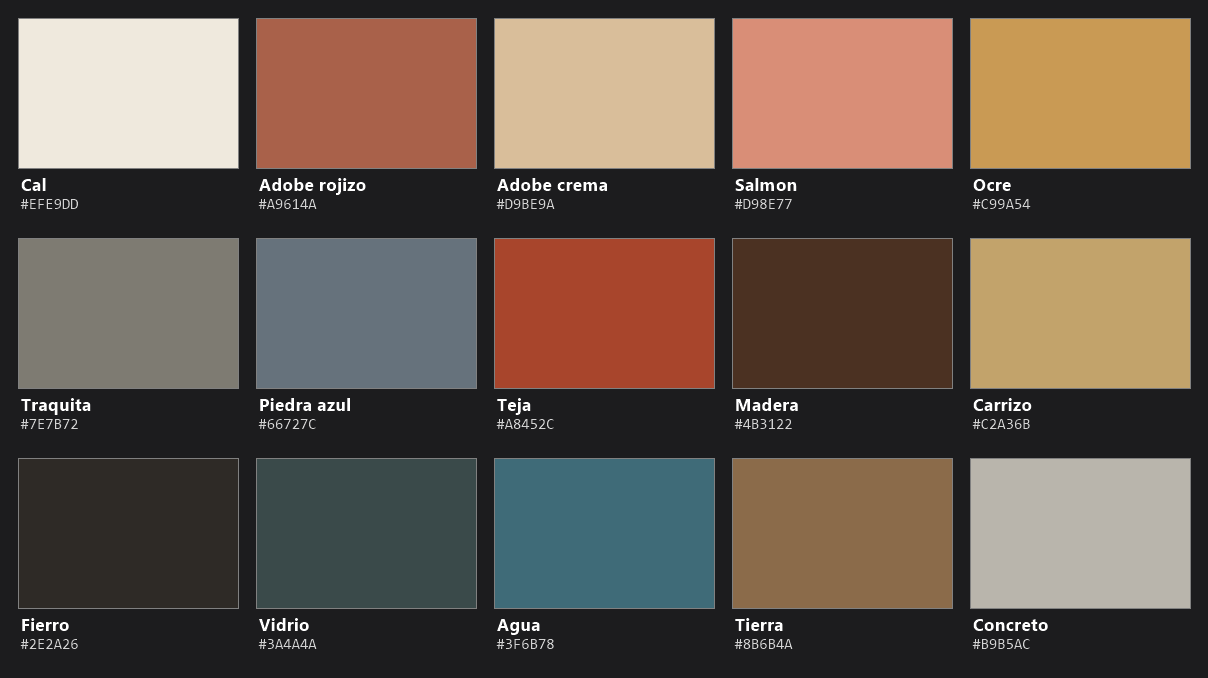 Cal
#EFE9DD
Adobe rojizo
#A9614A
Adobe crema
#D9BE9A
Salmon
#D98E77
Ocre
#C99A54
Traquita
#7E7B72
Piedra azul
#66727C
Teja
#A8452C
Madera
#4B3122
Carrizo
#C2A36B
Fierro
#2E2A26
Vidrio
#3A4A4A
Agua
#3F6B78
Tierra
#8B6B4A
Concreto
#B9B5AC